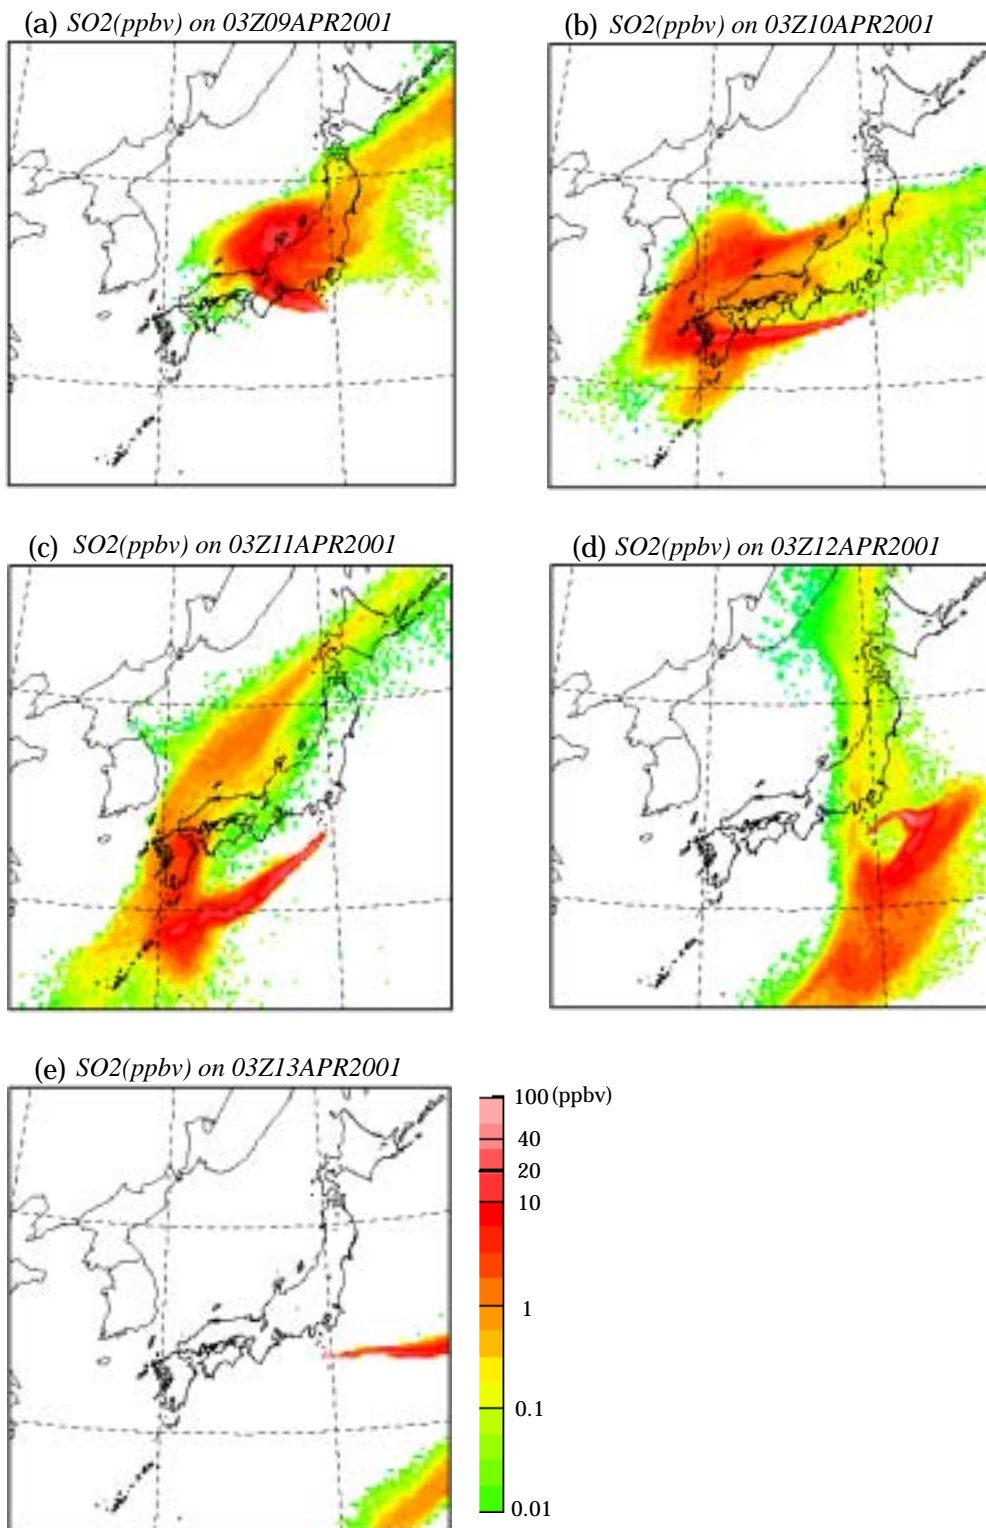 (a) SO2(ppbv) on 03Z09APR2001
(b) SO2(ppbv) on 03Z10APR2001
(c) SO2(ppbv) on 03Z11APR2001
(d) SO2(ppbv) on 03Z12APR2001
(e) SO2(ppbv) on 03Z13APR2001
100 (ppbv)
40
20
10
1
0.1
0.01